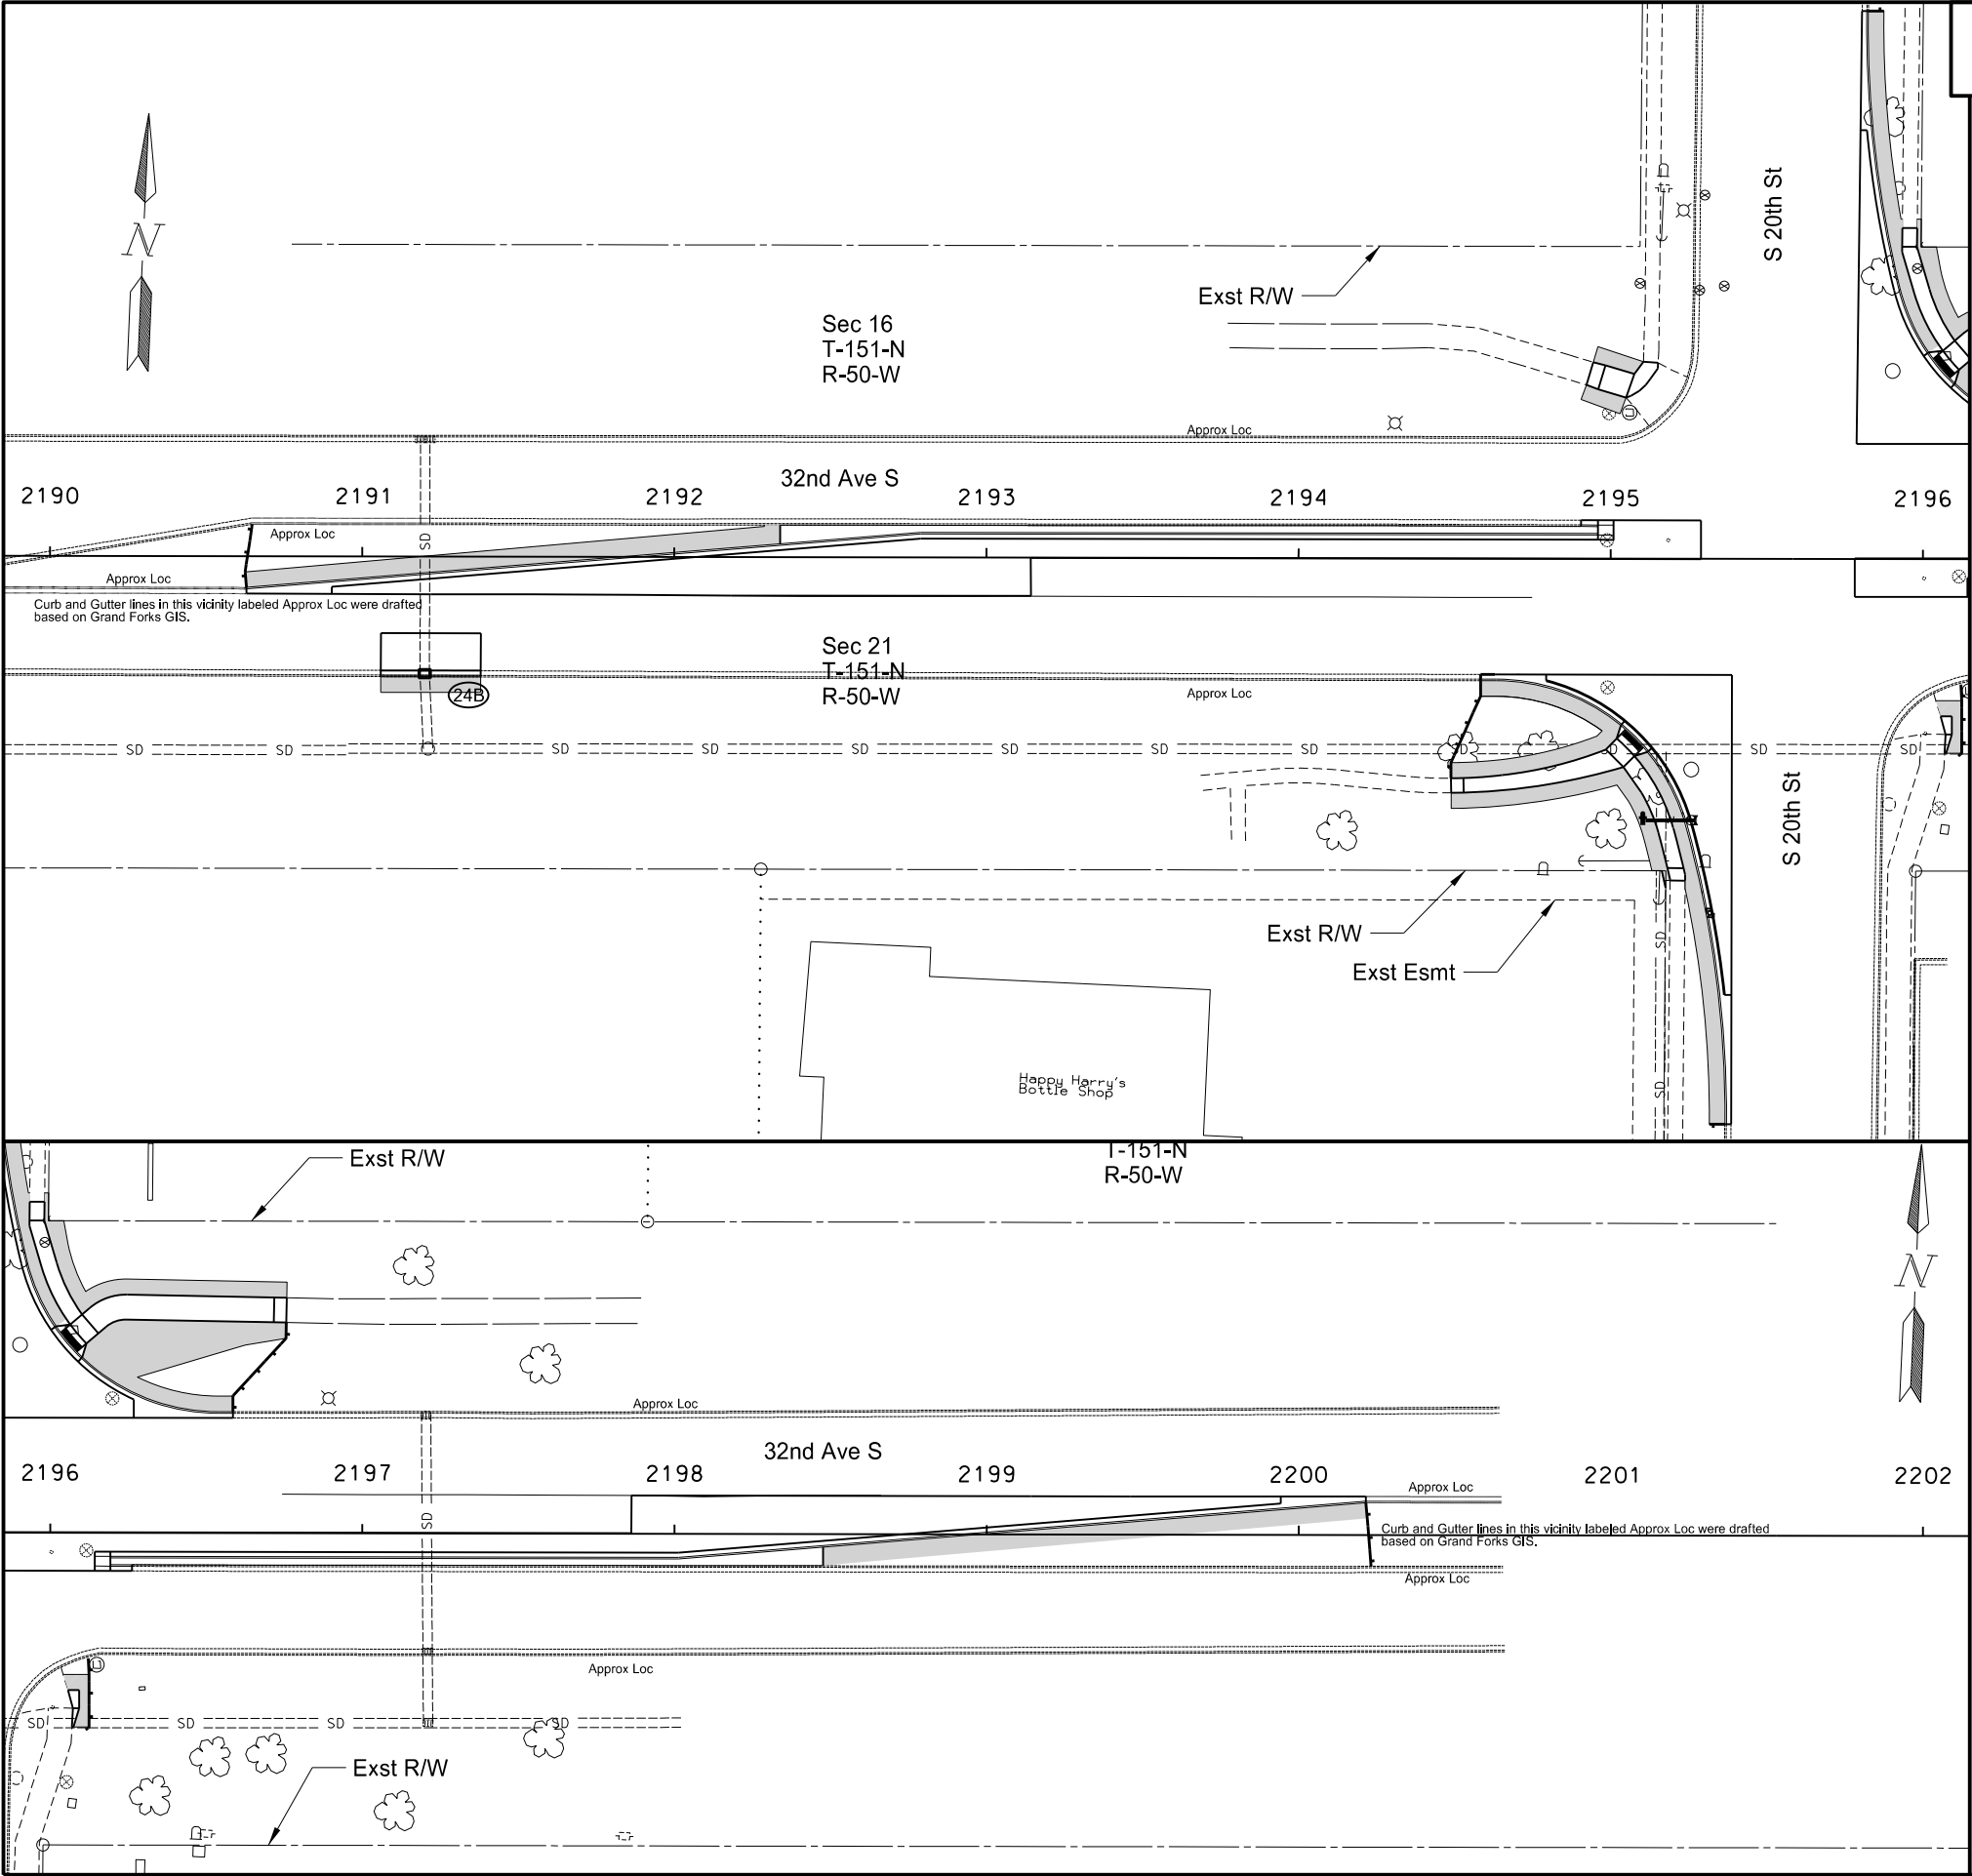 S 20th St
N
Exst R/W
Sec 16
T-151-N
R-50-W
Approx Loc
32nd Ave S
2190 2191 2192 2193 2194 2195 2196
Approx Loc
SD
Approx Loc
Curb and Gutter lines in this vicinity labeled Approx Loc were drafted
based on Grand Forks GIS.
Sec 21
T-151-N
R-50-W
24B
Approx Loc
SD SD SD SD SD SD SD SD SD SD SD SD SD
S 20th St
Exst R/W
Exst Esmt
SD
SD
Happy Harry's
Bottle Shop
T-151-N
R-50-W
Exst R/W
N
Approx Loc
32nd Ave S
2196 2197 2198 2199 2200 2201 2202
Approx Loc
SD
Curb and Gutter lines in this vicinity labeled Approx Loc were drafted
based on Grand Forks GIS.
Approx Loc
Approx Loc
SD SD SD SD
Exst R/W